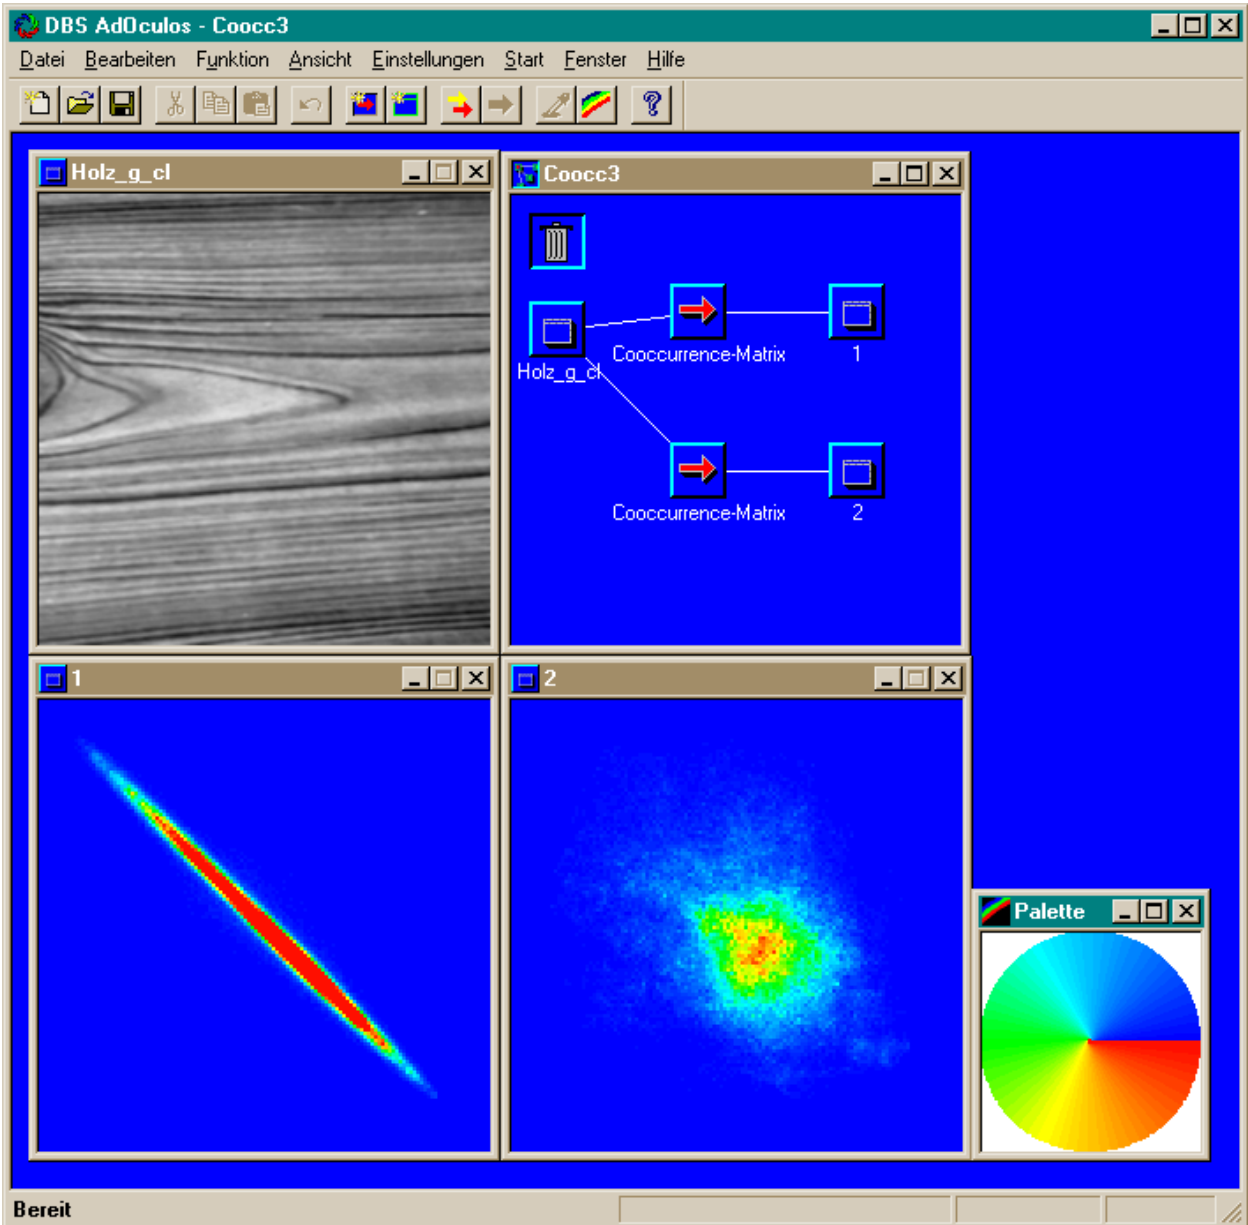 DBS AdOculos - Coocc3
Datei Bearbeiten Funktion Ansicht Einstellungen Start Fenster Hilfe
Holz_g_cl
Coocc3
Cooccurrence-Matrix
1
Holz_g_cl
Cooccurrence-Matrix
2
1
2
Palette
Bereit